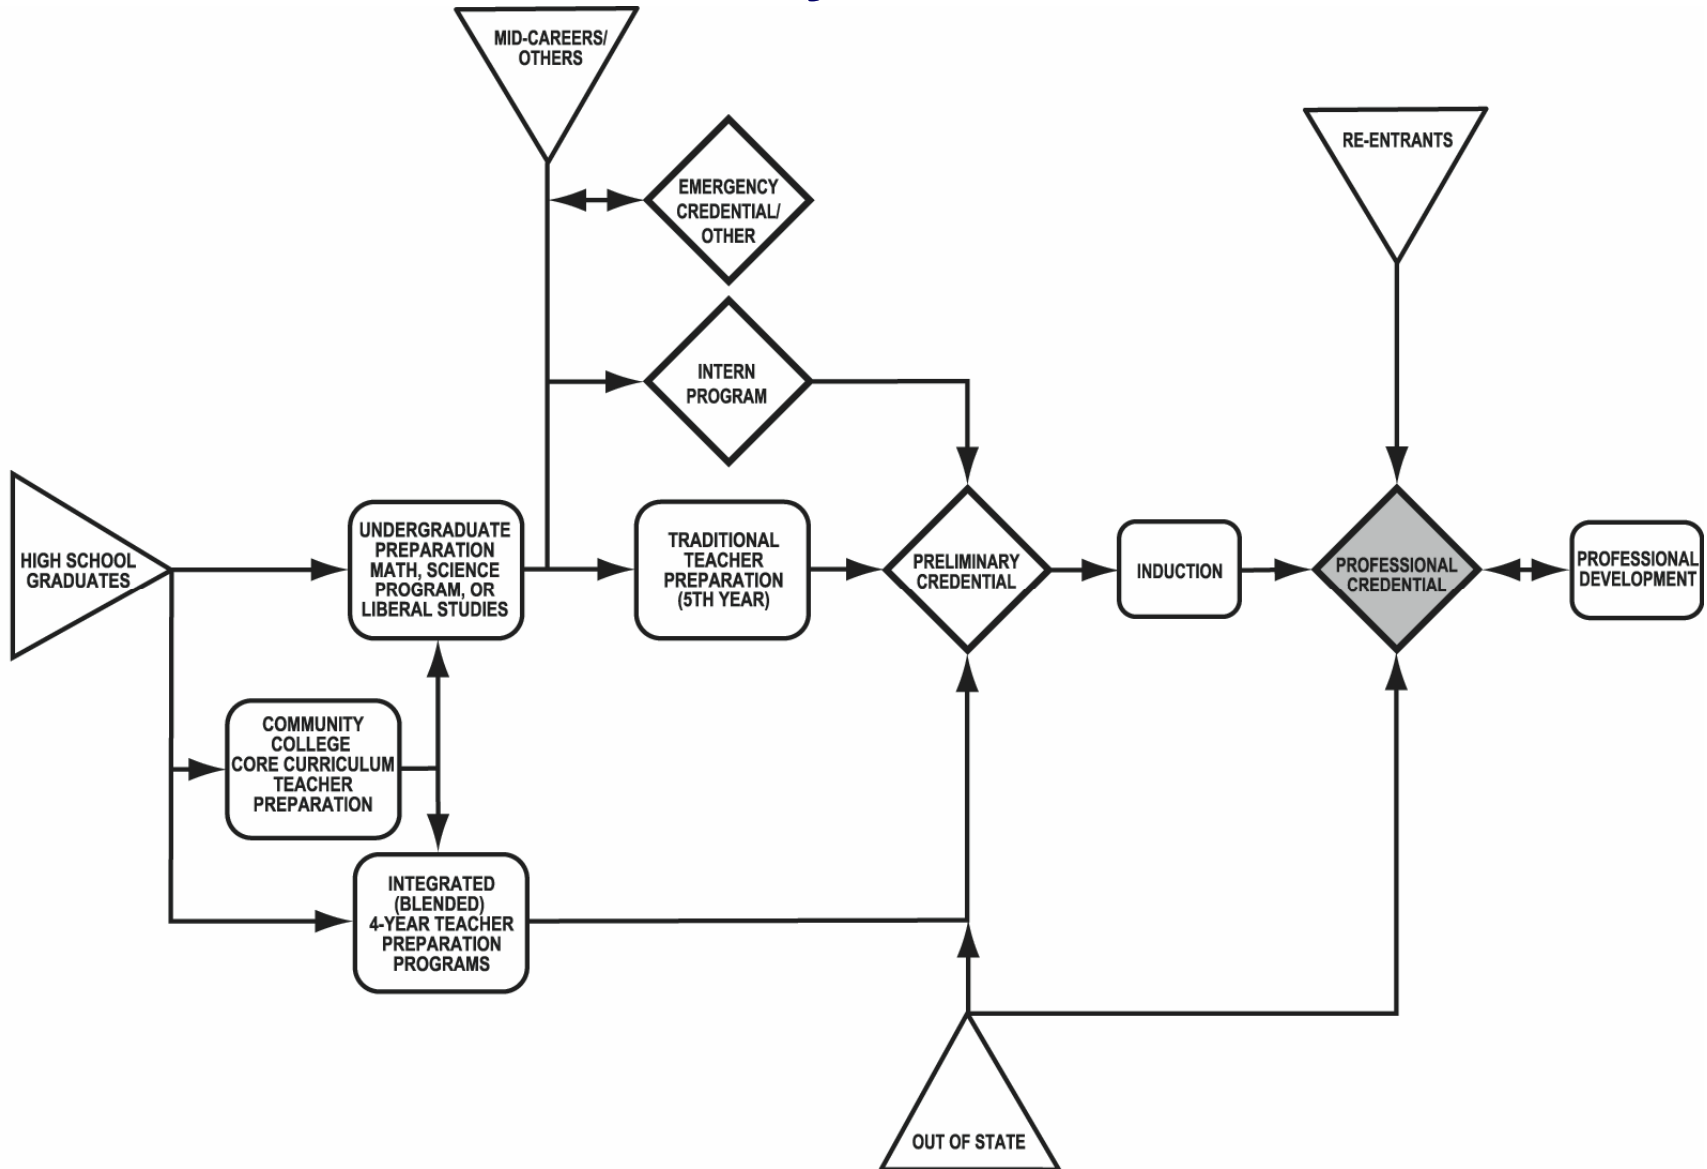 MID-CAREERS/
OTHERS
RE-ENTRANTS
EMERGENCY
CREDENTIAL/
OTHER
INTERN
PROGRAM
HIGH SCHOOL
GRADUATES
UNDERGRADUATE
PREPARATION
MATH, SCIENCE
PROGRAM, OR
LIBERAL STUDIES
TRADITIONAL
TEACHER
PREPARATION
(5TH YEAR)
PRELIMINARY
CREDENTIAL
INDUCTION
PROFESSIONAL
CREDENTIAL
PROFESSIONAL
DEVELOPMENT
COMMUNITY
COLLEGE
CORE CURRICULUM
TEACHER
PREPARATION
INTEGRATED
(BLENDED)
4-YEAR TEACHER
PREPARATION
PROGRAMS
OUT OF STATE